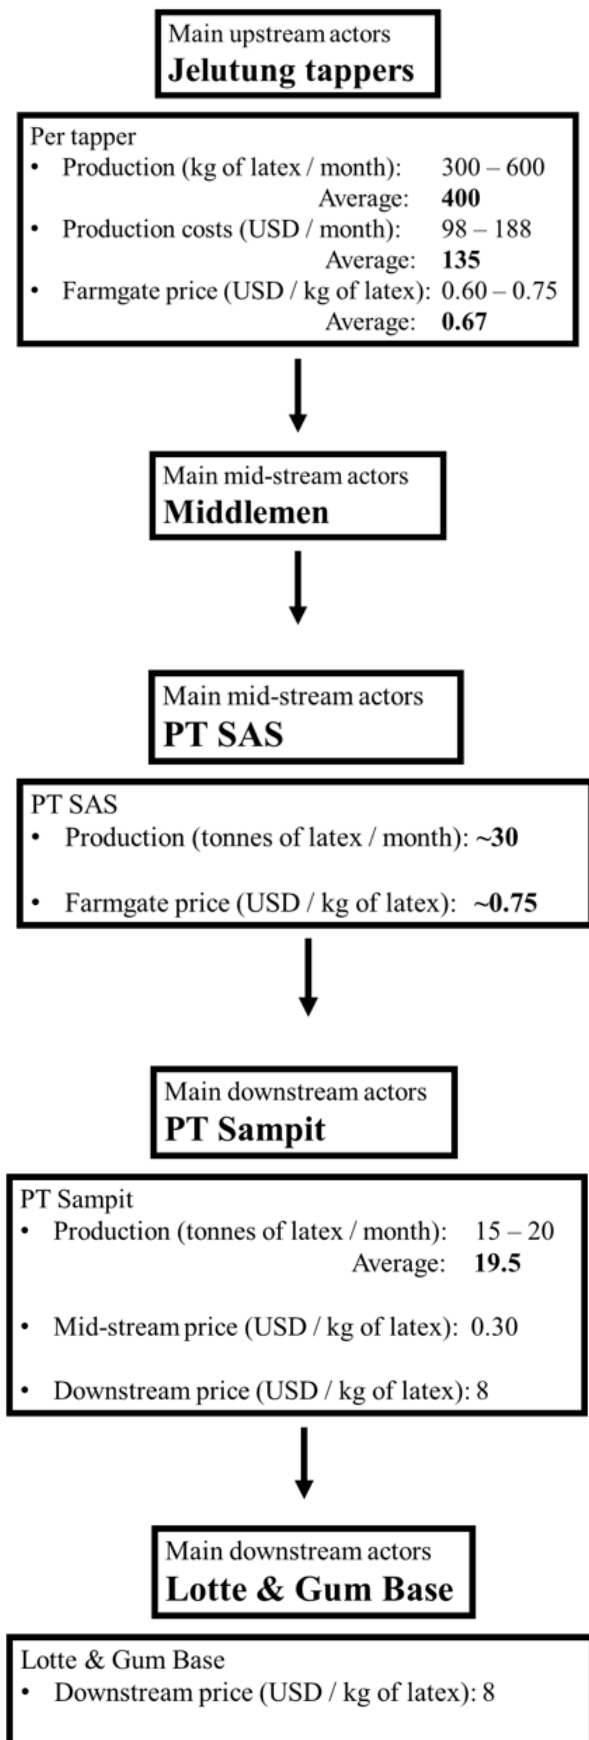 Main upstream actors
Jelutung tappers
Per tapper
• Production (kg of latex / month): 300 – 600
Average: 400
• Production costs (USD / month): 98 – 188
Average: 135
• Farmgate price (USD / kg of latex): 0.60 – 0.75
Average: 0.67
Main mid-stream actors
Middlemen
Main mid-stream actors
PT SAS
PT SAS
• Production (tonnes of latex / month): ~30
• Farmgate price (USD / kg of latex): ~0.75
Main downstream actors
PT Sampit
PT Sampit
• Production (tonnes of latex / month): 15 – 20
Average: 19.5
• Mid-stream price (USD / kg of latex): 0.30
• Downstream price (USD / kg of latex): 8
Main downstream actors
Lotte & Gum Base
Lotte & Gum Base
• Downstream price (USD / kg of latex): 8